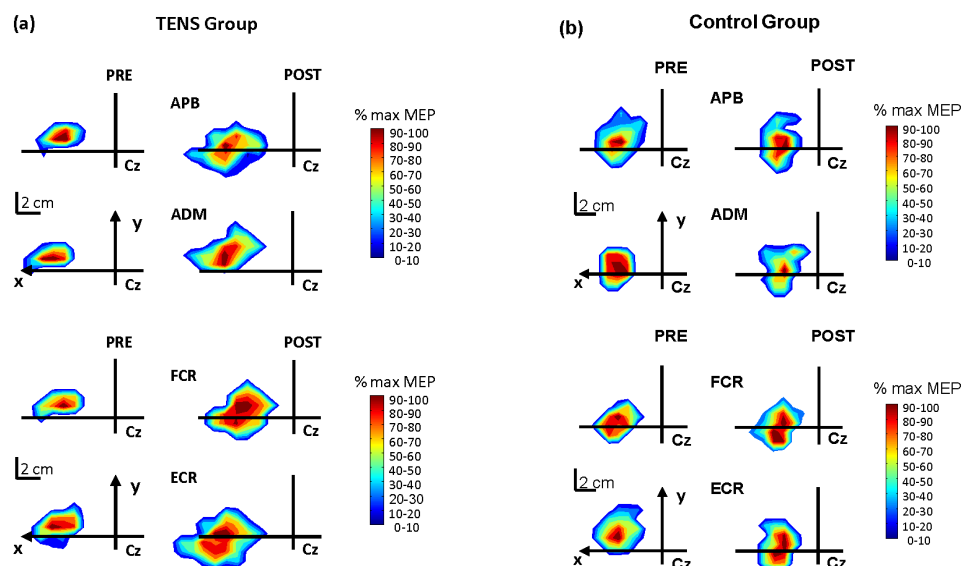 (a)
TENS Group
PRE
POST
APB
% max MEP
90-100
80-90
70-80
60-70
50-60
40-50
30-40
20-30
10-20
0-10
Cz
Cz
2 cm
y
ADM
x
Cz
Cz
PRE
POST
FCR
% max MEP
90-100
80-90
70-80
60-70
50-60
40-50
30-40
20-30
10-20
0-10
Cz
Cz
2 cm
y
ECR
x
Cz
Cz
(b)
Control Group
PRE
POST
APB
% max MEP
90-100
80-90
70-80
60-70
50-60
40-50
30-40
20-30
10-20
0-10
Cz
Cz
2 cm
y
ADM
x
Cz
Cz
PRE
POST
FCR
% max MEP
90-100
80-90
70-80
60-70
50-60
40-50
30-40
20-30
10-20
0-10
Cz
Cz
2 cm
y
ECR
x
Cz
Cz